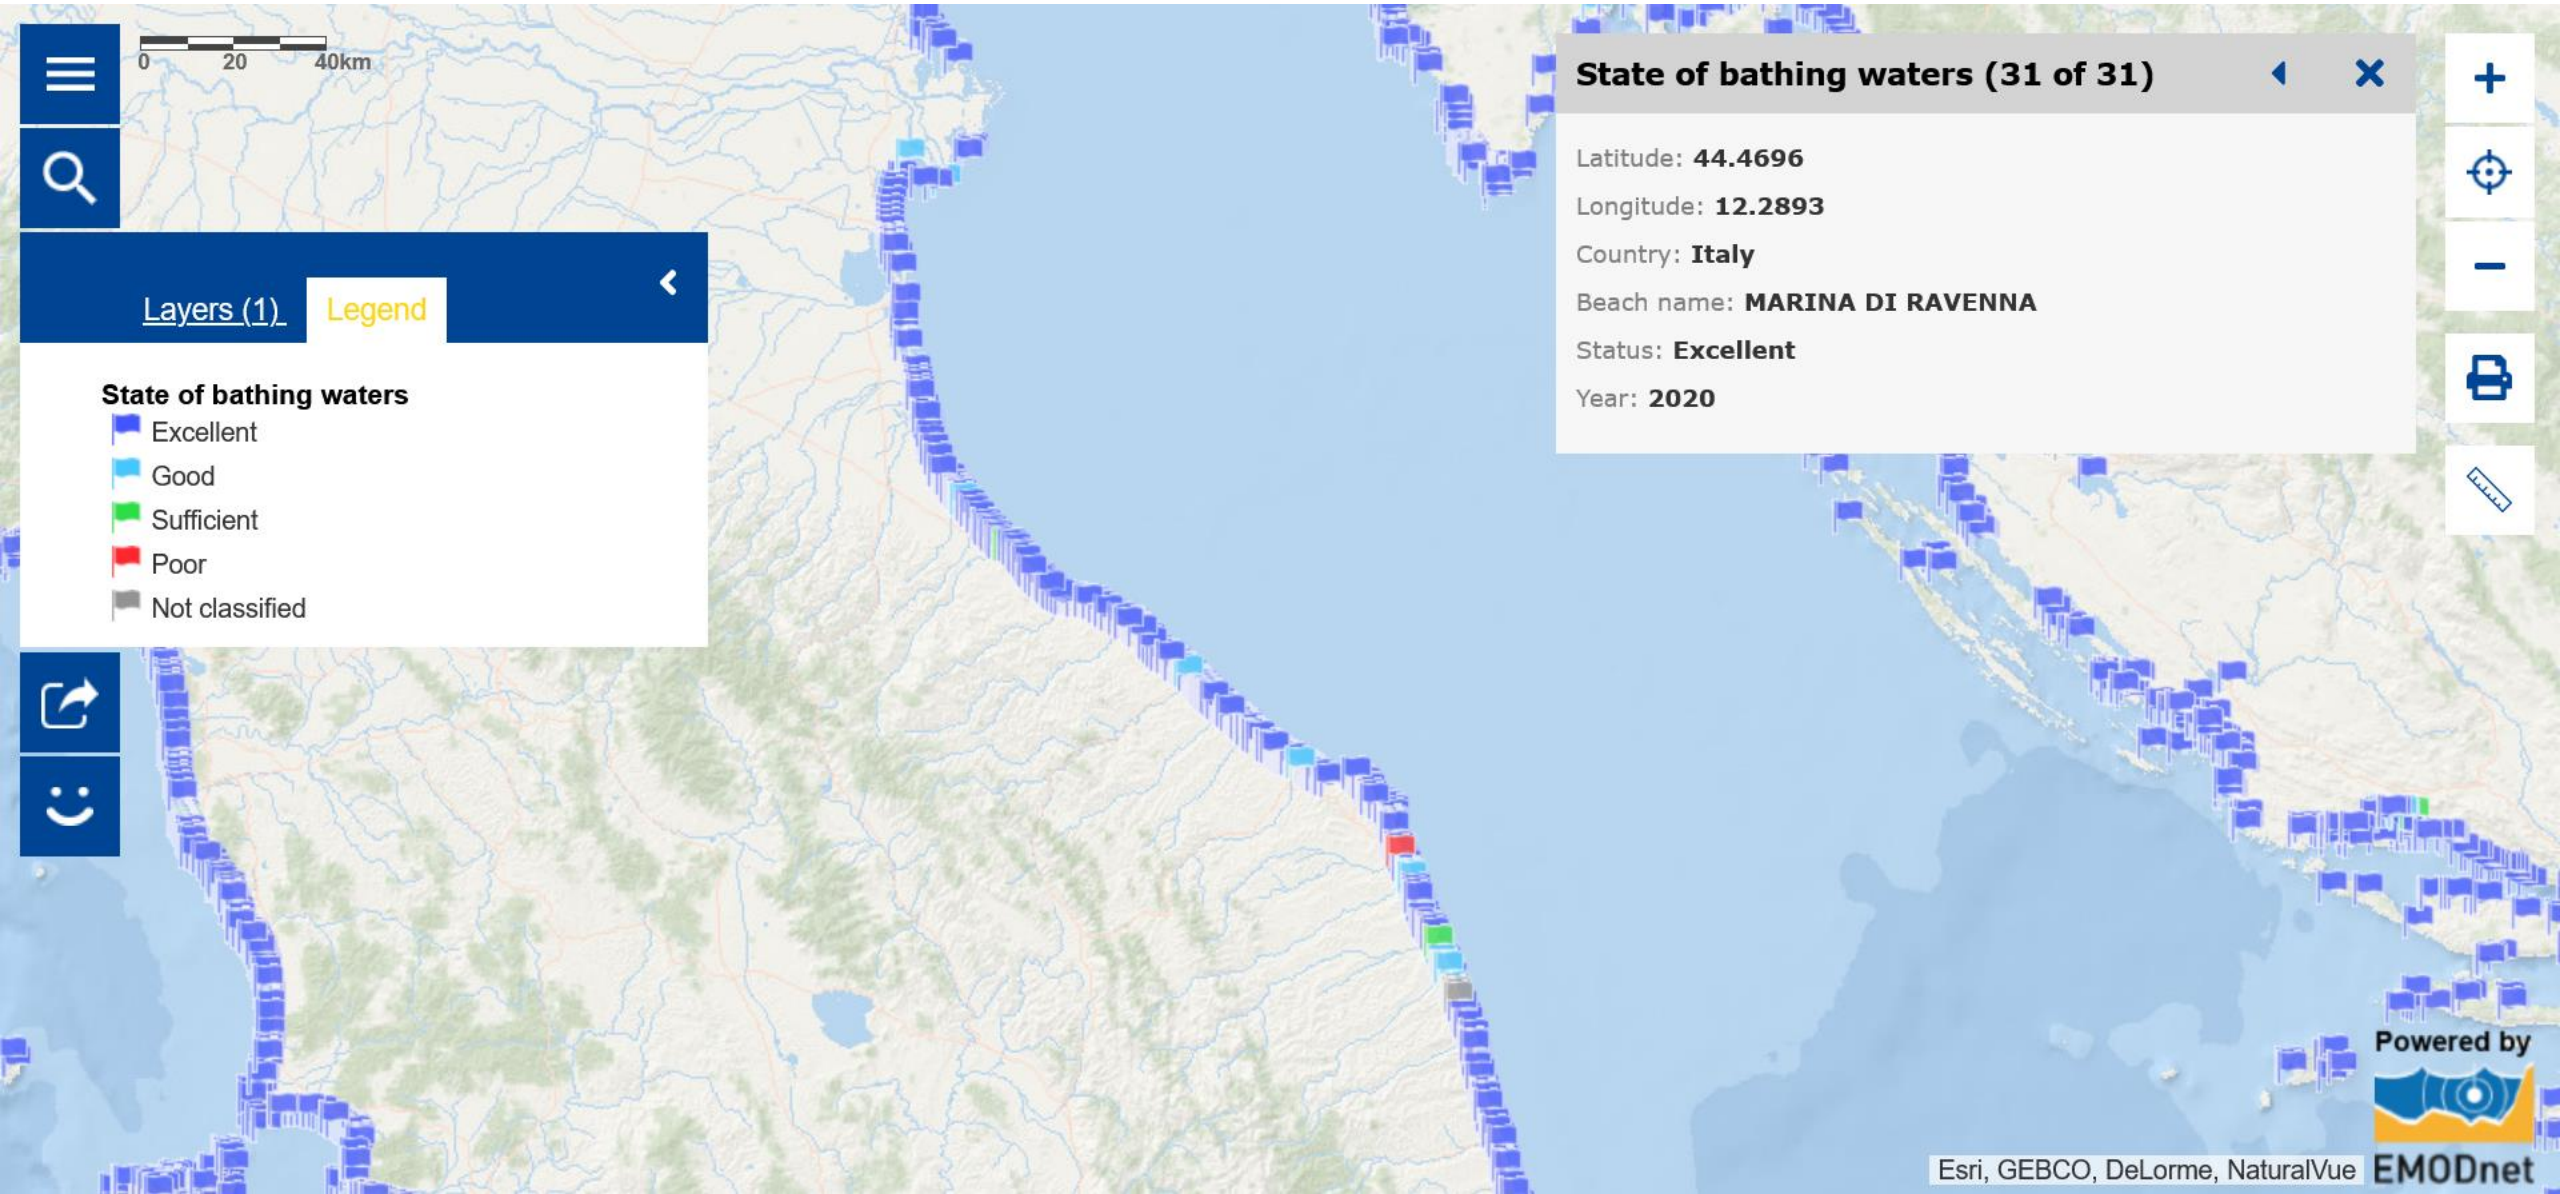 0 20 40km
Layers (1) Legend
State of bathing waters
Excellent
Good
Sufficient
Poor
Not classified
State of bathing waters (31 of 31)
Latitude: 44.4696
Longitude: 12.2893
Country: Italy
Beach name: MARINA DI RAVENNA
Status: Excellent
Year: 2020
Powered by
EMODnet
Esri, GEBCO, DeLorme, NaturalVue